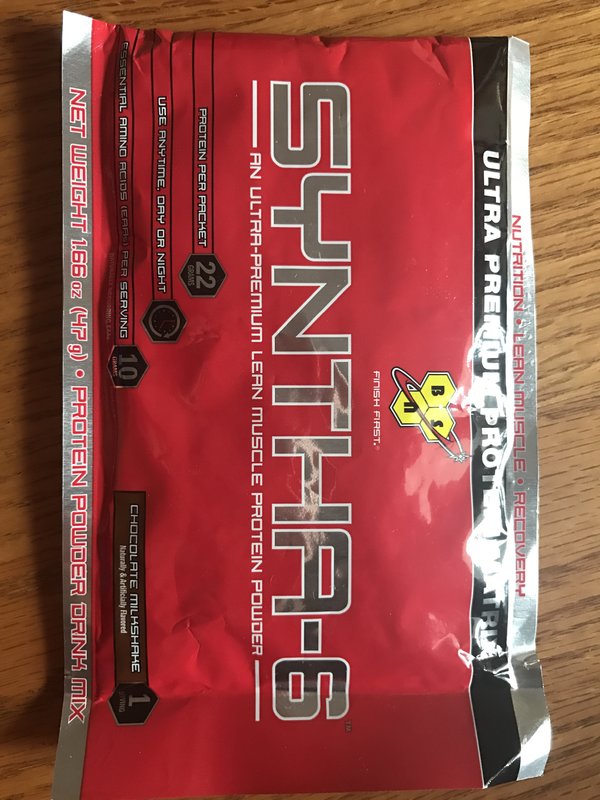 NUTRITION • LEAN MUSCLE • RECOVERY
ULTRA PREMIUM PROTEIN MATRIX
BSN
FINISH FIRST.®
SYNTHA-6™
AN ULTRA-PREMIUM LEAN MUSCLE PROTEIN POWDER
PROTEIN PER PACKET 22 GRAMS
USE ANYTIME, DAY OR NIGHT
ESSENTIAL AMINO ACIDS (EAAs) PER SERVING 10 GRAMS
CHOCOLATE MILKSHAKE
Naturally & Artificially Flavored
1 SERVING
NET WEIGHT 1.66 oz (47 g) • PROTEIN POWDER DRINK MIX